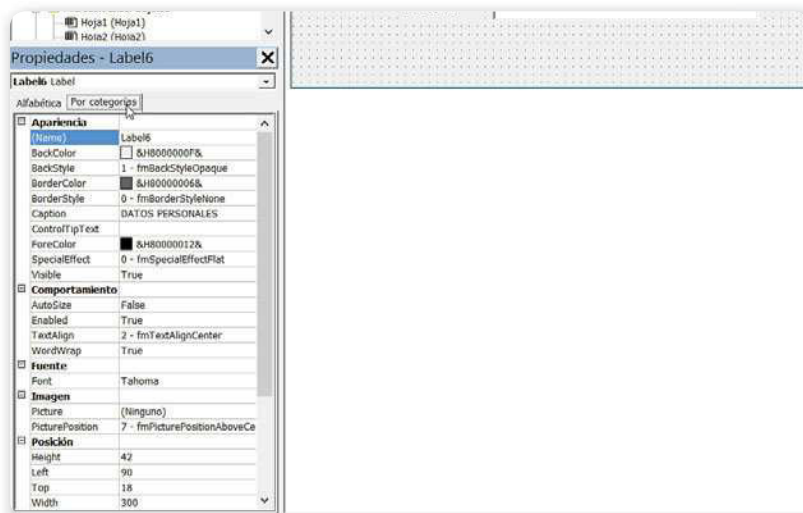 Hoja1 (Hoja1)
Hoja2 (Hoja2)
Propiedades - Label6
Label6 Label
Alfabética Por categorías
Apariencia
(Name) Label6
BackColor &H8000000F&
BackStyle 1 - fmBackStyleOpaque
BorderColor &H80000006&
BorderStyle 0 - fmBorderStyleNone
Caption DATOS PERSONALES
ControlTipText
ForeColor &H80000012&
SpecialEffect 0 - fmSpecialEffectFlat
Visible True
Comportamiento
AutoSize False
Enabled True
TextAlign 2 - fmTextAlignCenter
WordWrap True
Fuente
Font Tahoma
Imagen
Picture (Ninguno)
PicturePosition 7 - fmPicturePositionAboveCe
Posición
Height 42
Left 90
Top 18
Width 300